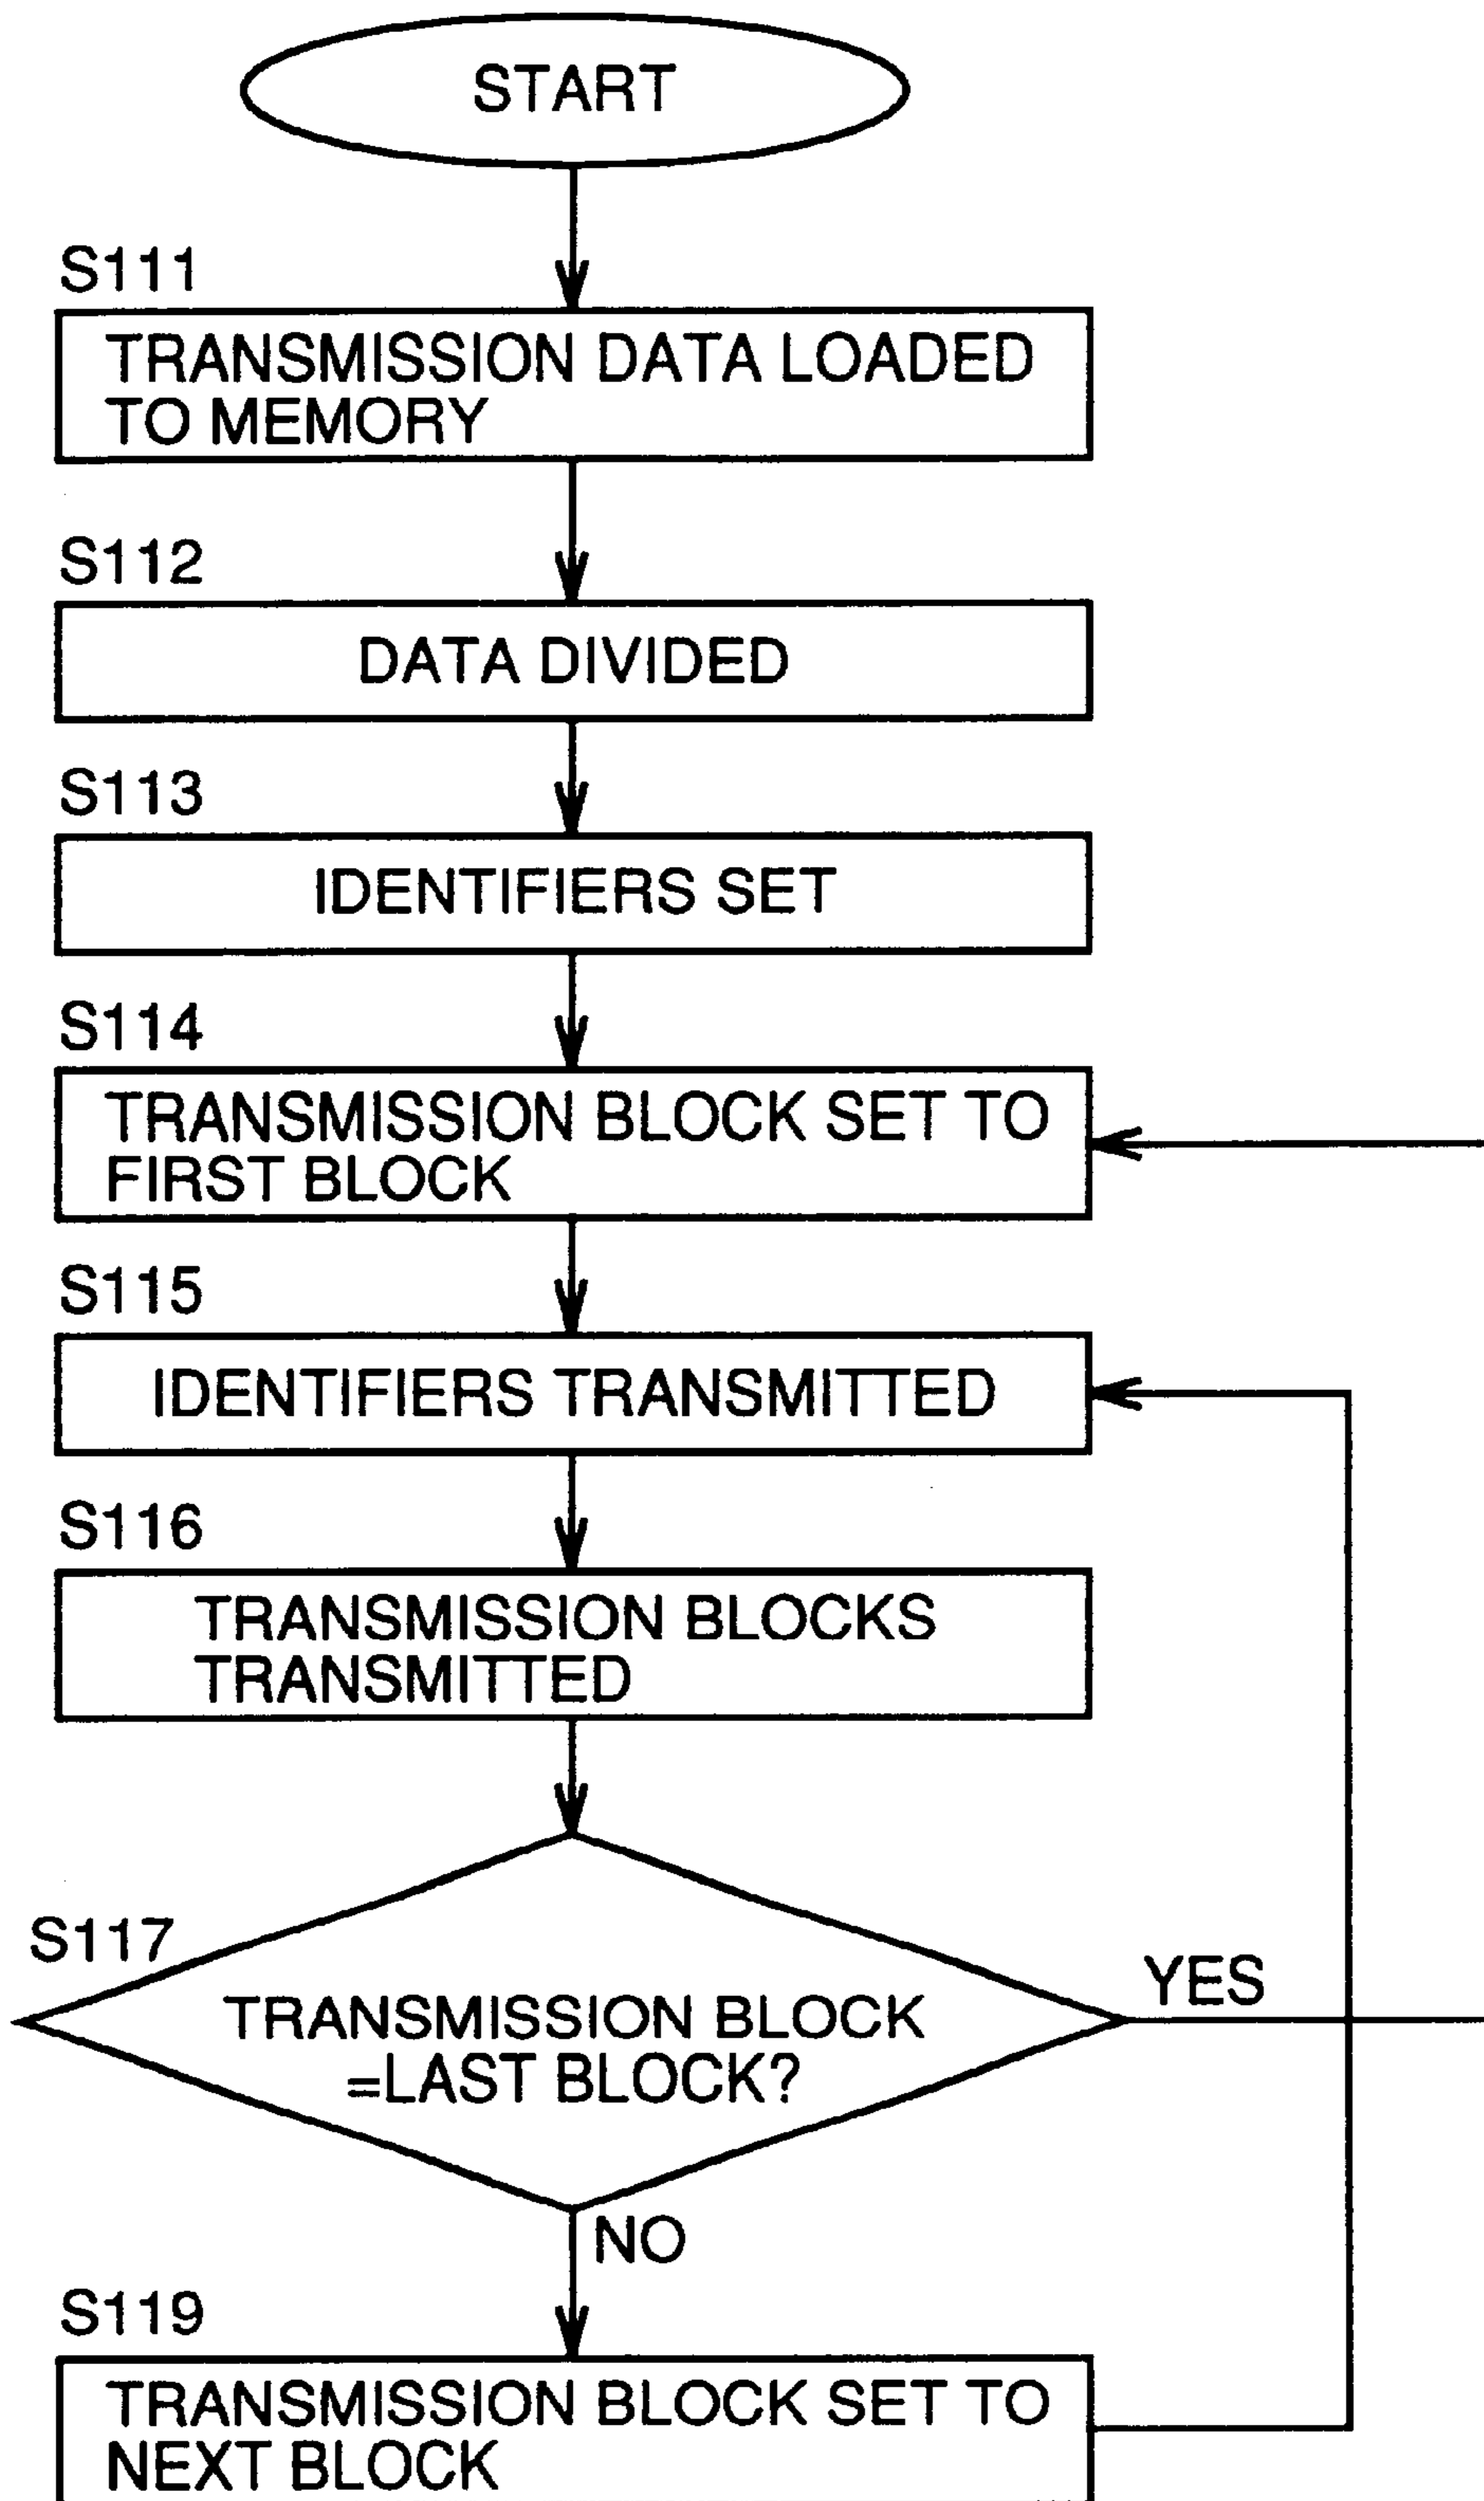 START
S111
TRANSMISSION DATA LOADED
TO MEMORY
S112
DATA DIVIDED
S113
IDENTIFIERS SET
S114
TRANSMISSION BLOCK SET TO
FIRST BLOCK
S115
IDENTIFIERS TRANSMITTED
S116
TRANSMISSION BLOCKS
TRANSMITTED
S117
TRANSMISSION BLOCK
=LAST BLOCK?
YES
NO
S119
TRANSMISSION BLOCK SET TO
NEXT BLOCK